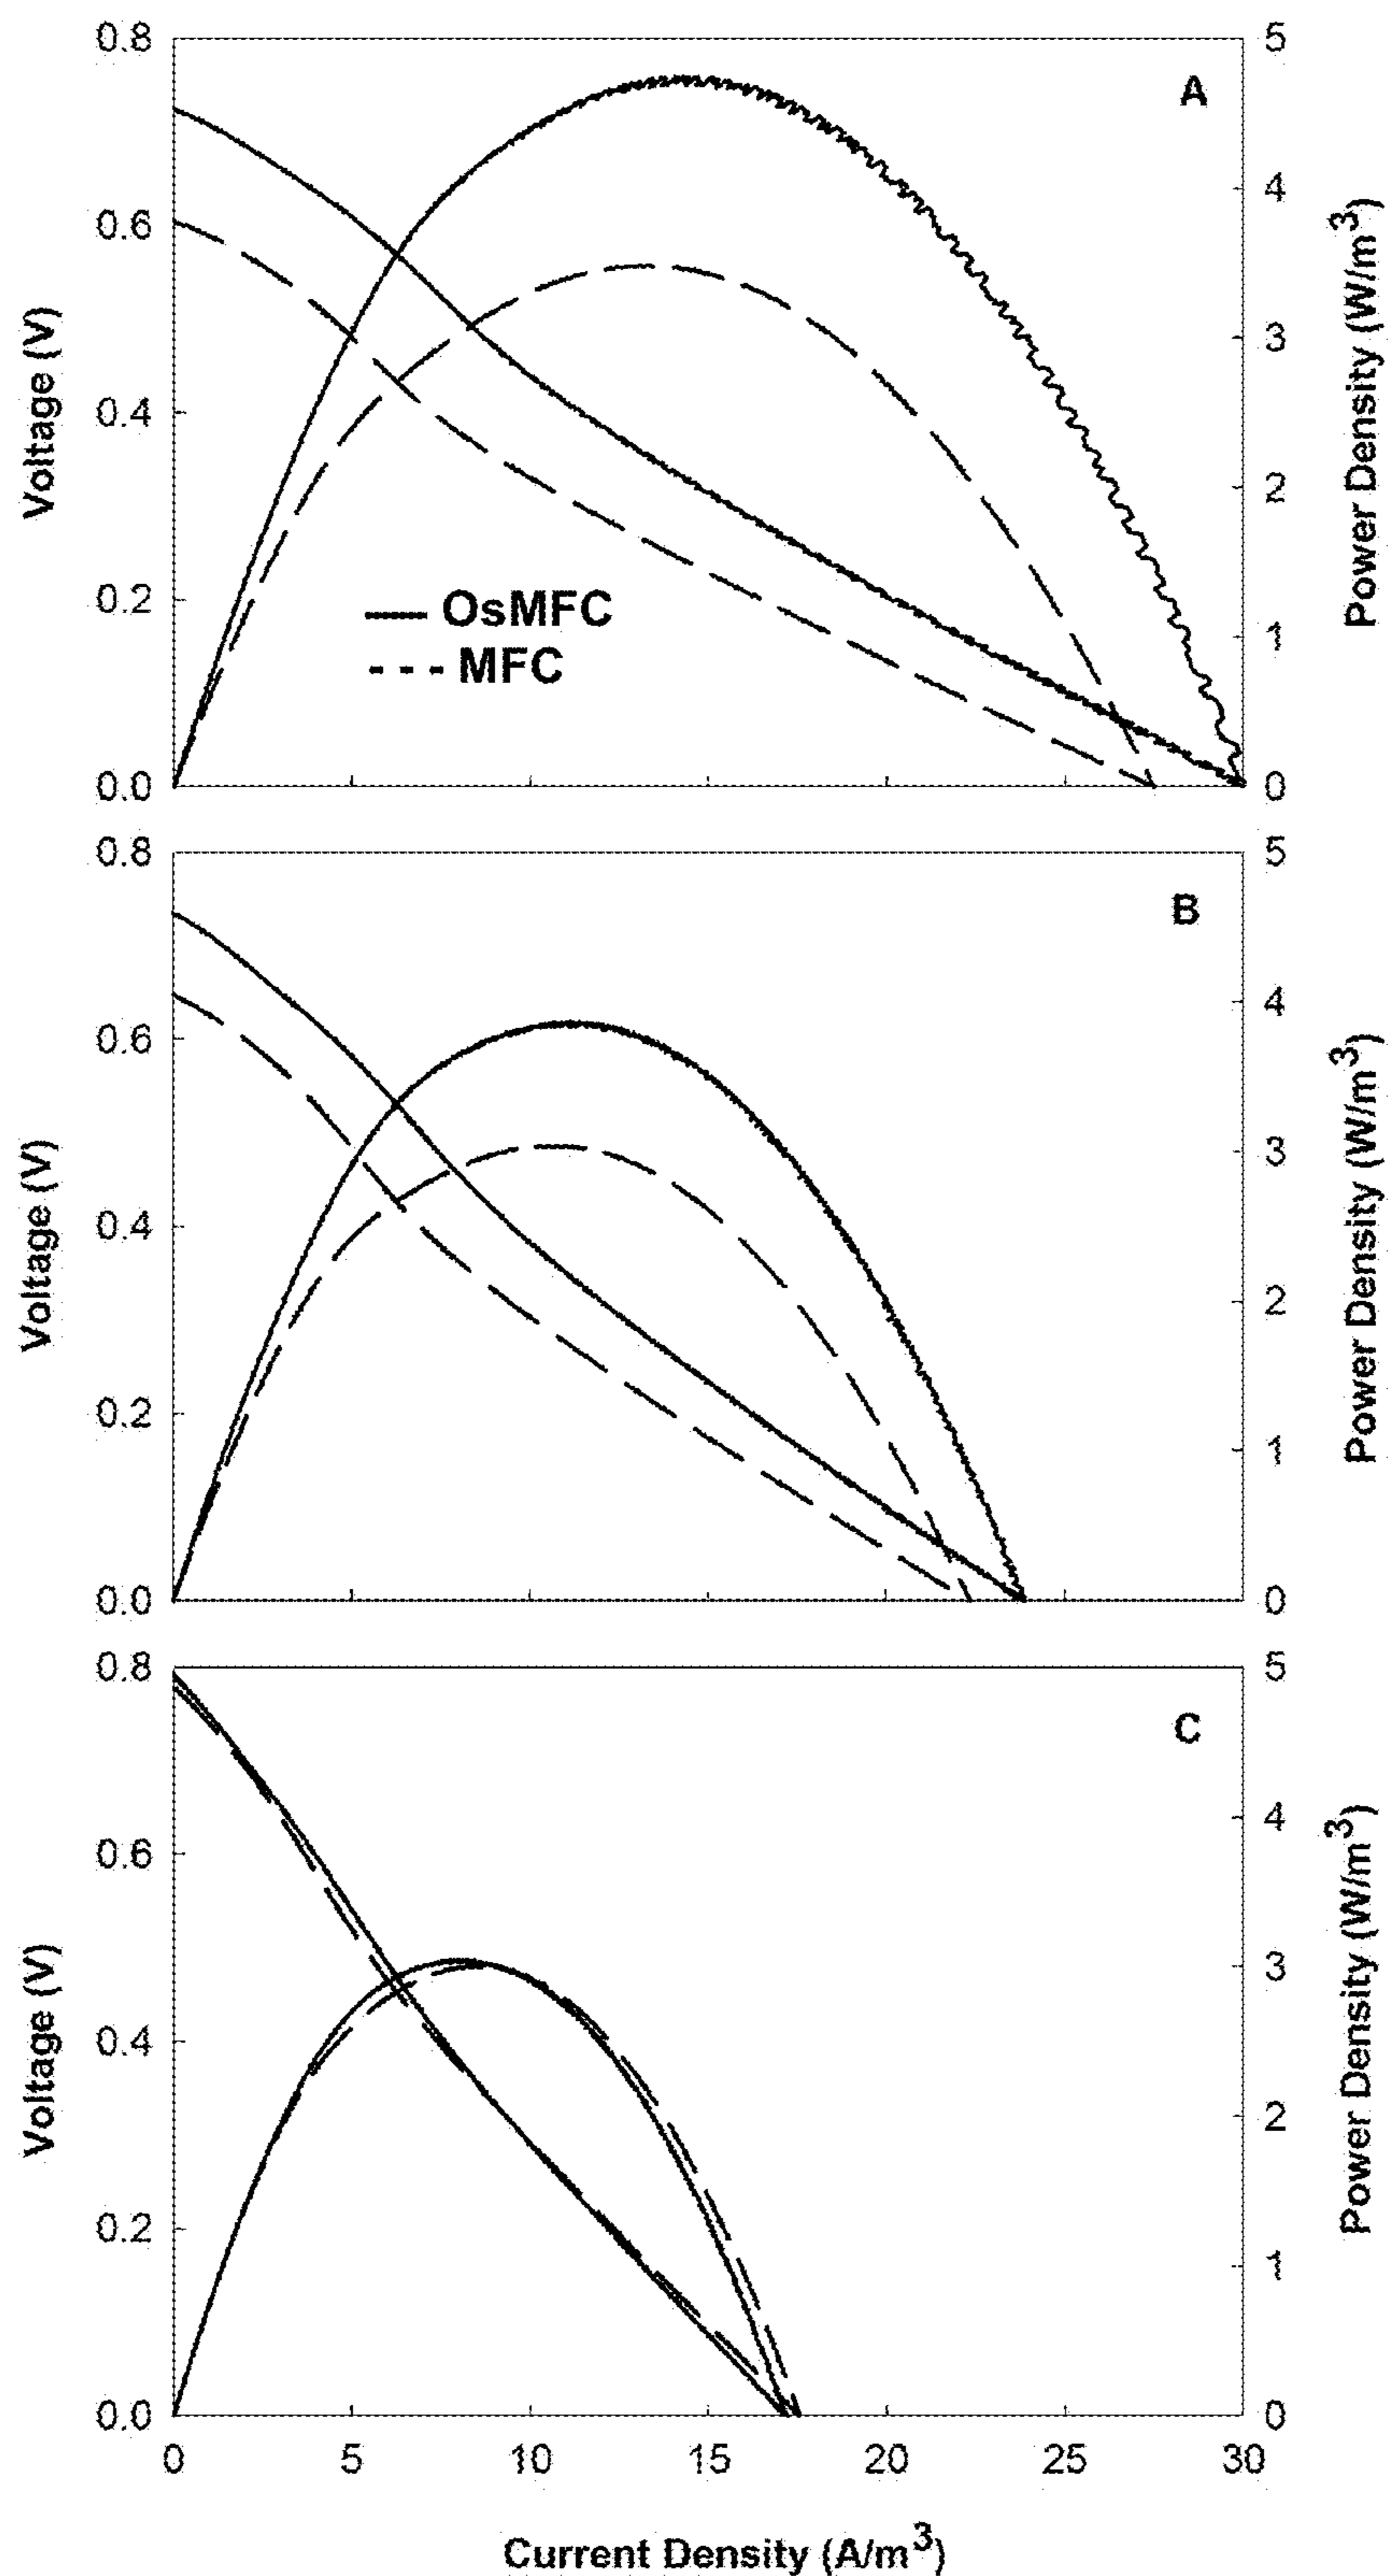 0.8
5
A
4
0.6
3
Voltage (V)
Power Density (W/m³)
0.4
2
0.2
OsMFC
1
MFC
0.0
0
0.8
5
B
4
0.6
3
Voltage (V)
Power Density (W/m³)
0.4
2
0.2
1
0.0
0
0.8
5
C
4
0.6
3
Voltage (V)
Power Density (W/m³)
0.4
2
0.2
1
0.0
0
0 5 10 15 20 25 30
Current Density (A/m³)